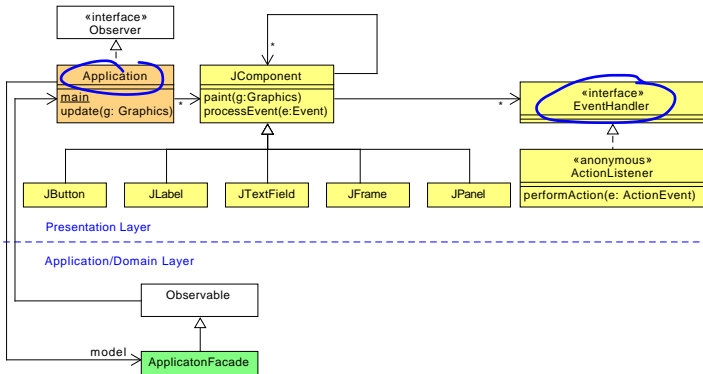 «interface»
Observer
Application
main
update(g: Graphics)
*
JComponent
paint(g:Graphics)
processEvent(e:Event)
*
*
«interface»
EventHandler
«anonymous»
ActionListener
performAction(e: ActionEvent)
JButton
JLabel
JTextField
JFrame
JPanel
Presentation Layer
Application/Domain Layer
Observable
model
ApplicatonFacade